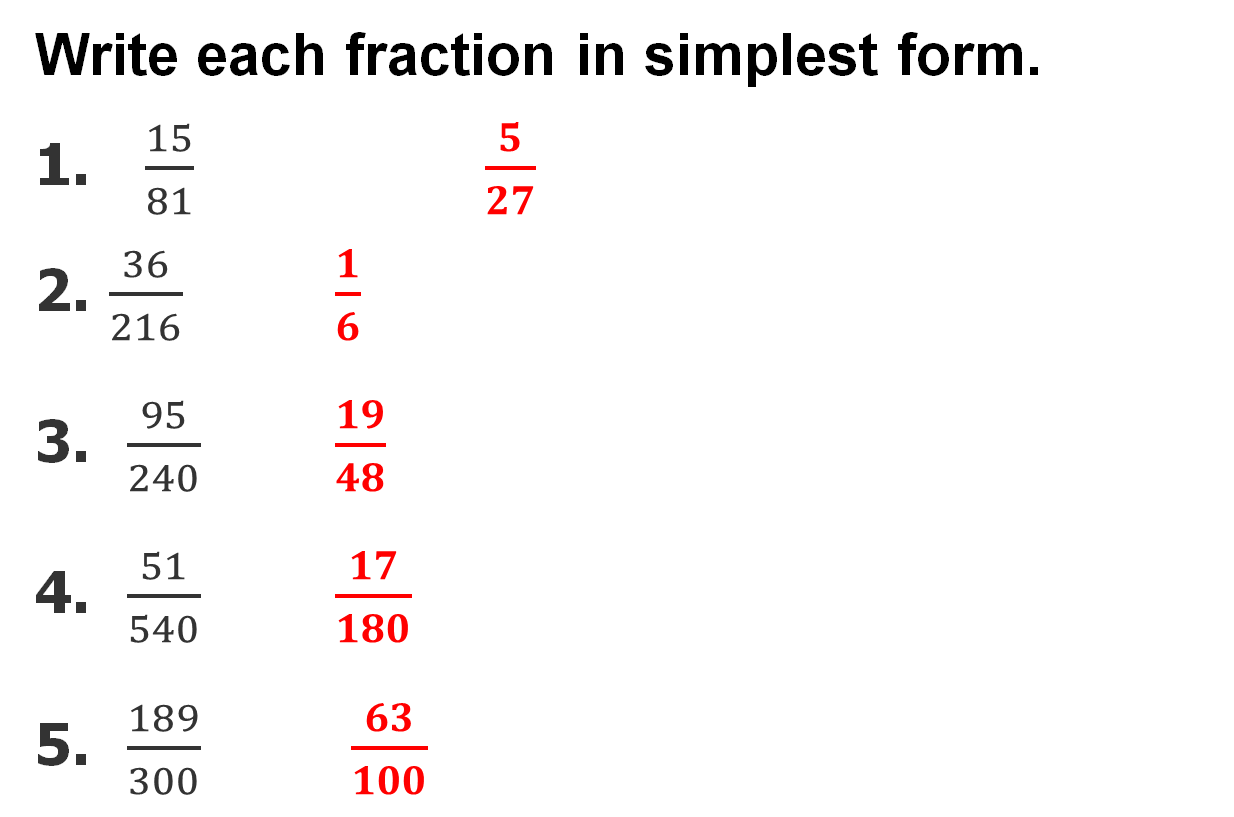 Write each fraction in simplest form.
1. 15/81 5/27
2. 36/216 1/6
3. 95/240 19/48
4. 51/540 17/180
5. 189/300 63/100